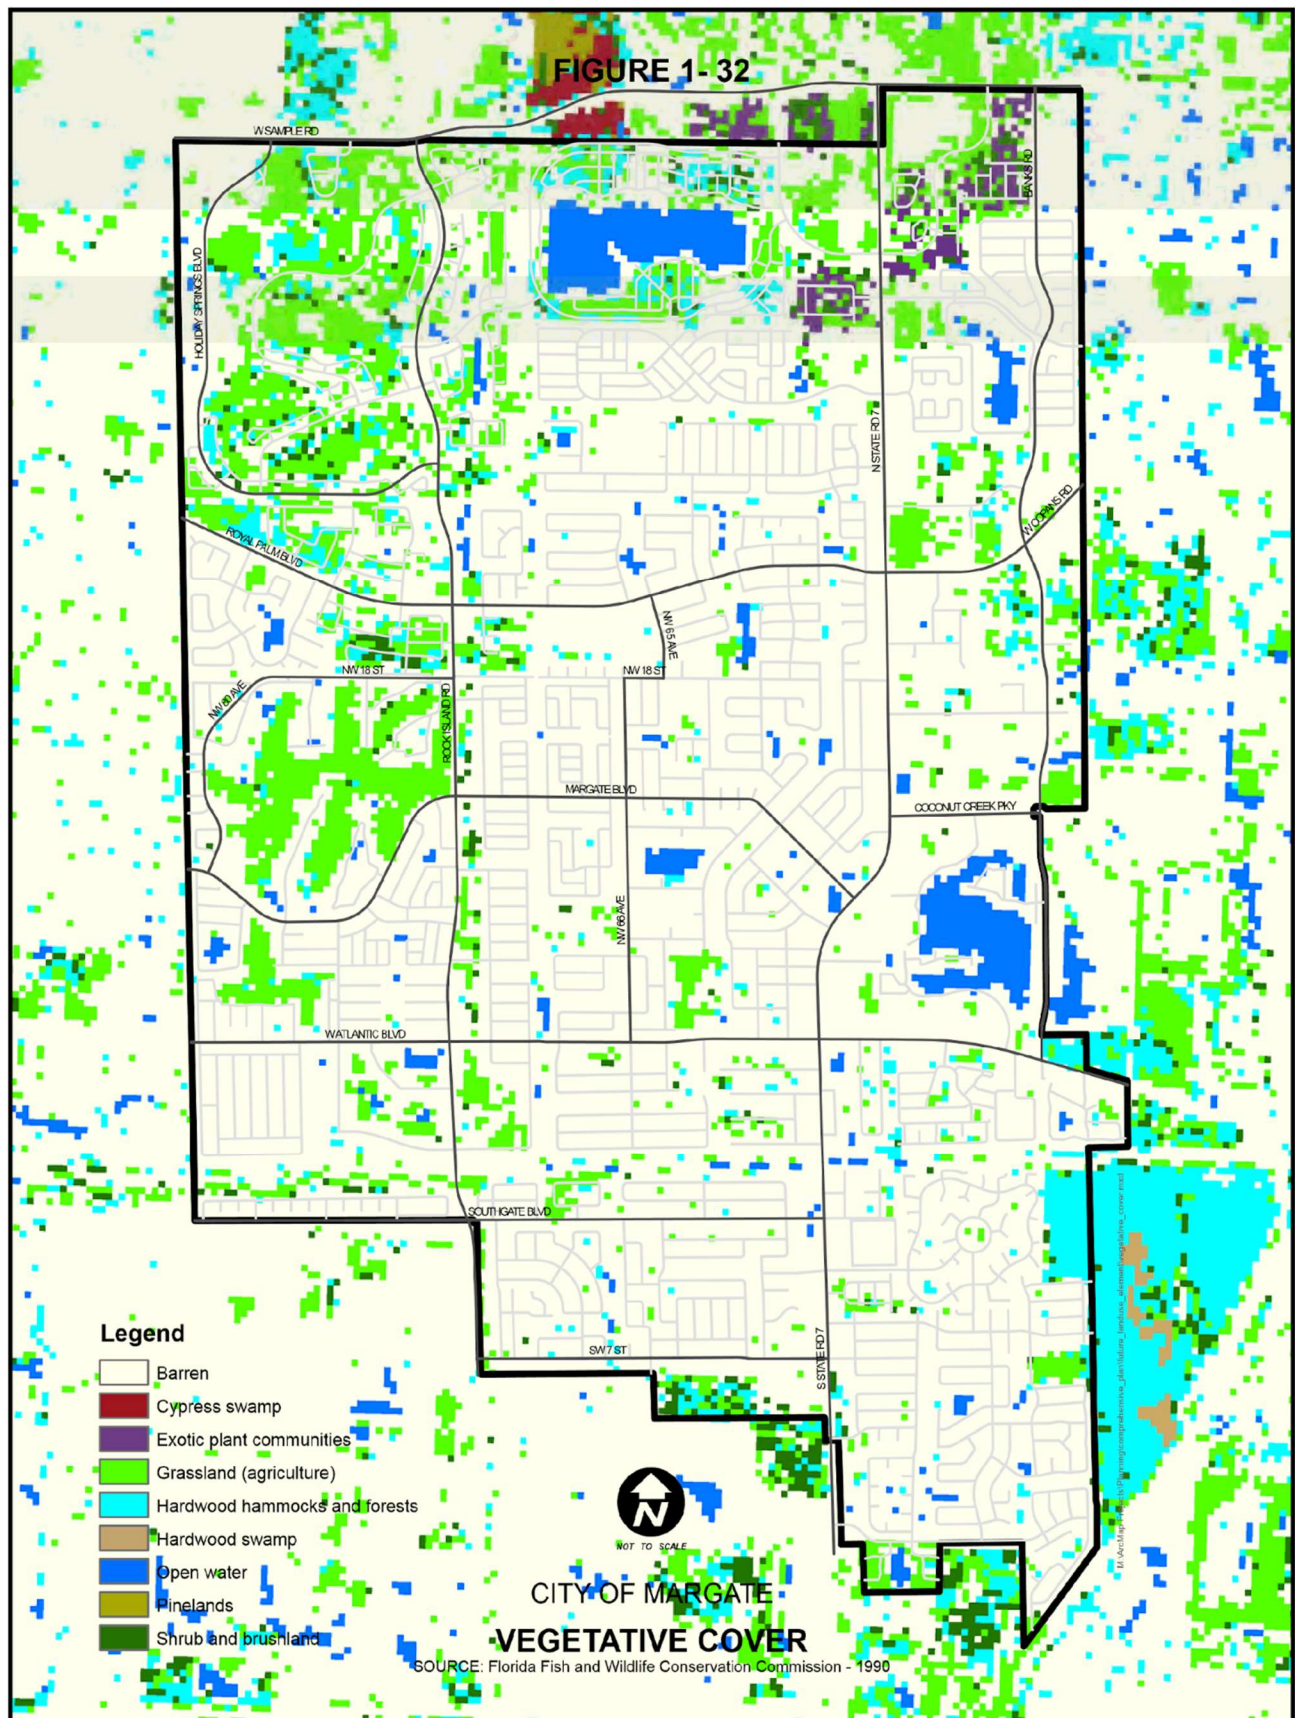 FIGURE 1- 32
W SAMPLE RD
BANKS RD
HOLIDAY SPRINGS BLVD
N STATE RD 7
W COPANS RD
ROYAL PALM BLVD
NW 65 AVE
NW 18 ST
NW 18 ST
NW 80 AVE
ROCK ISLAND RD
MARGATE BLVD
COCONUT CREEK PKY
NW 66 AVE
W ATLANTIC BLVD
SOUTHGATE BLVD
S STATE RD 7
SW 7 ST
Legend
Barren
Cypress swamp
Exotic plant communities
Grassland (agriculture)
Hardwood hammocks and forests
Hardwood swamp
Open water
Pinelands
Shrub and brushland
N
NOT TO SCALE
CITY OF MARGATE
VEGETATIVE COVER
SOURCE: Florida Fish and Wildlife Conservation Commission - 1990